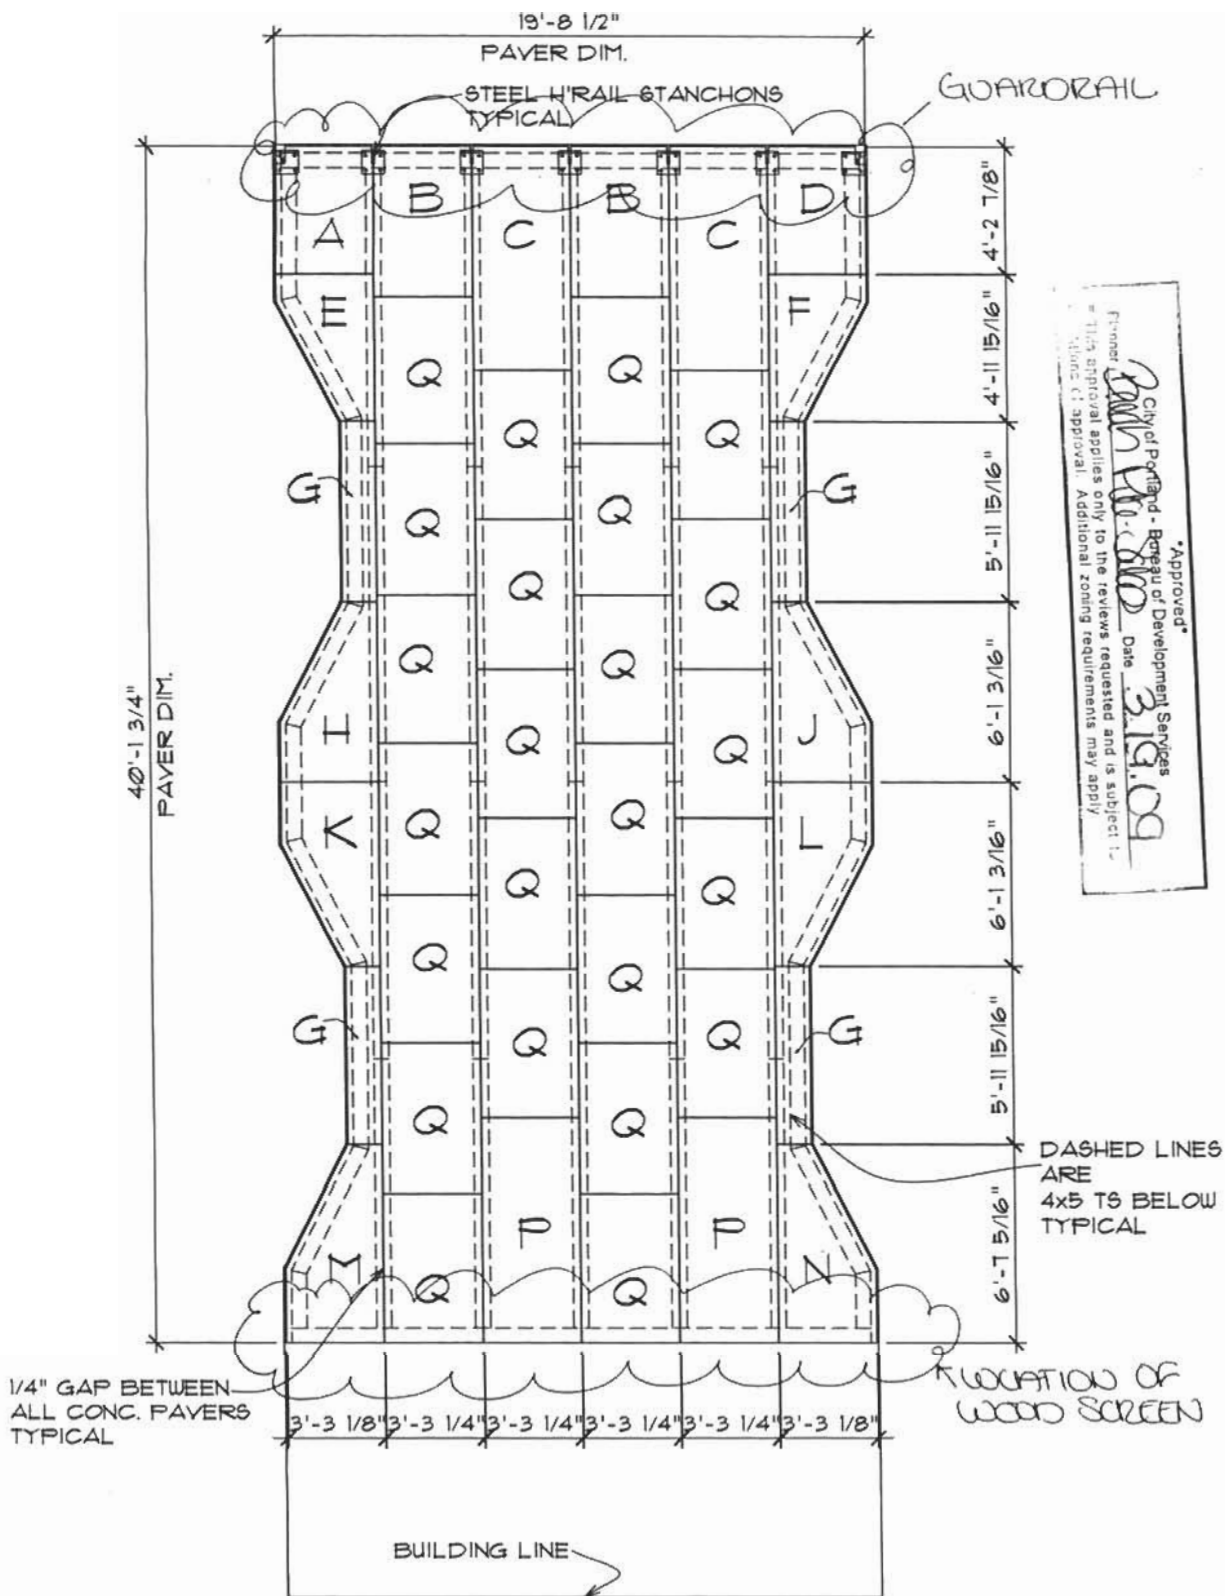 19'-8 1/2"
PAVER DIM.
STEEL H'RAIL STANCHONS
TYPICAL
GUARDRAIL
A
B
C
B
C
D
4'-2 7/8"
E
F
4'-11 15/16"
Q
Q
Q
Q
G
G
5'-11 15/16"
Q
Q
Q
Q
Q
Q
6'-1 3/16"
40'-1 3/4"
PAVER DIM.
H
J
Q
Q
K
L
6'-1 3/16"
Q
Q
Q
Q
Q
Q
G
G
5'-11 15/16"
Q
Q
Q
Q
DASHED LINES
ARE
4x5 TS BELOW
TYPICAL
P
P
6'-7 5/16"
M
N
Q
Q
1/4" GAP BETWEEN
ALL CONC. PAVERS
TYPICAL
LOCATION OF
WOOD SCREEN
3'-3 1/8" 3'-3 1/4" 3'-3 1/4" 3'-3 1/4" 3'-3 1/4" 3'-3 1/8"
BUILDING LINE
*Approved*
City of Portland - Bureau of Development Services
Planner Date 3.19.09
* This approval applies only to the reviews requested and is subject
of approval. Additional zoning requirements may apply